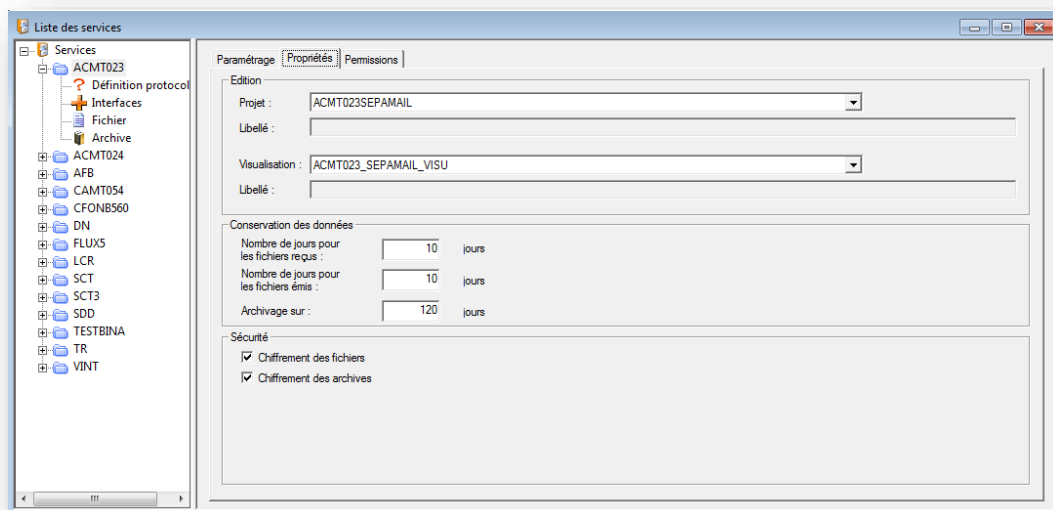 Liste des services
Services
ACMT023
Définition protocol
Interfaces
Fichier
Archive
ACMT024
AFB
CAMT054
CFONB560
DN
FLUX5
LCR
SCT
SCT3
SDD
TESTBINA
TR
VINT
Paramétrage Propriétés Permissions
Edition
Projet : ACMT023SEPAMAIL
Libellé :
Visualisation : ACMT023_SEPAMAIL_VISU
Libellé :
Conservation des données
Nombre de jours pour
les fichiers reçus : 10 jours
Nombre de jours pour
les fichiers émis : 10 jours
Archivage sur : 120 jours
Sécurité
Chiffrement des fichiers
Chiffrement des archives